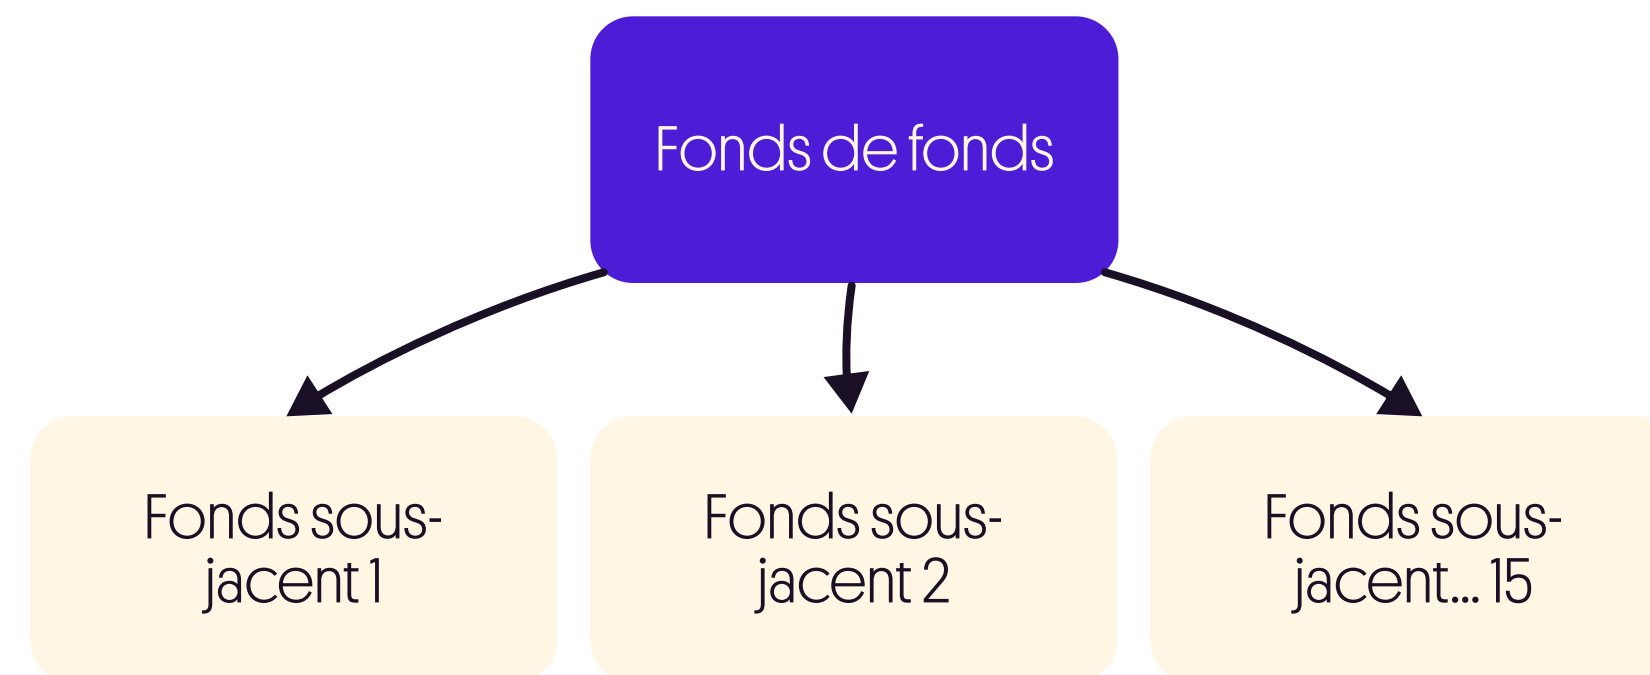 Fonds de fonds
Fonds sous-
jacent 1
Fonds sous-
jacent 2
Fonds sous-
jacent... 15